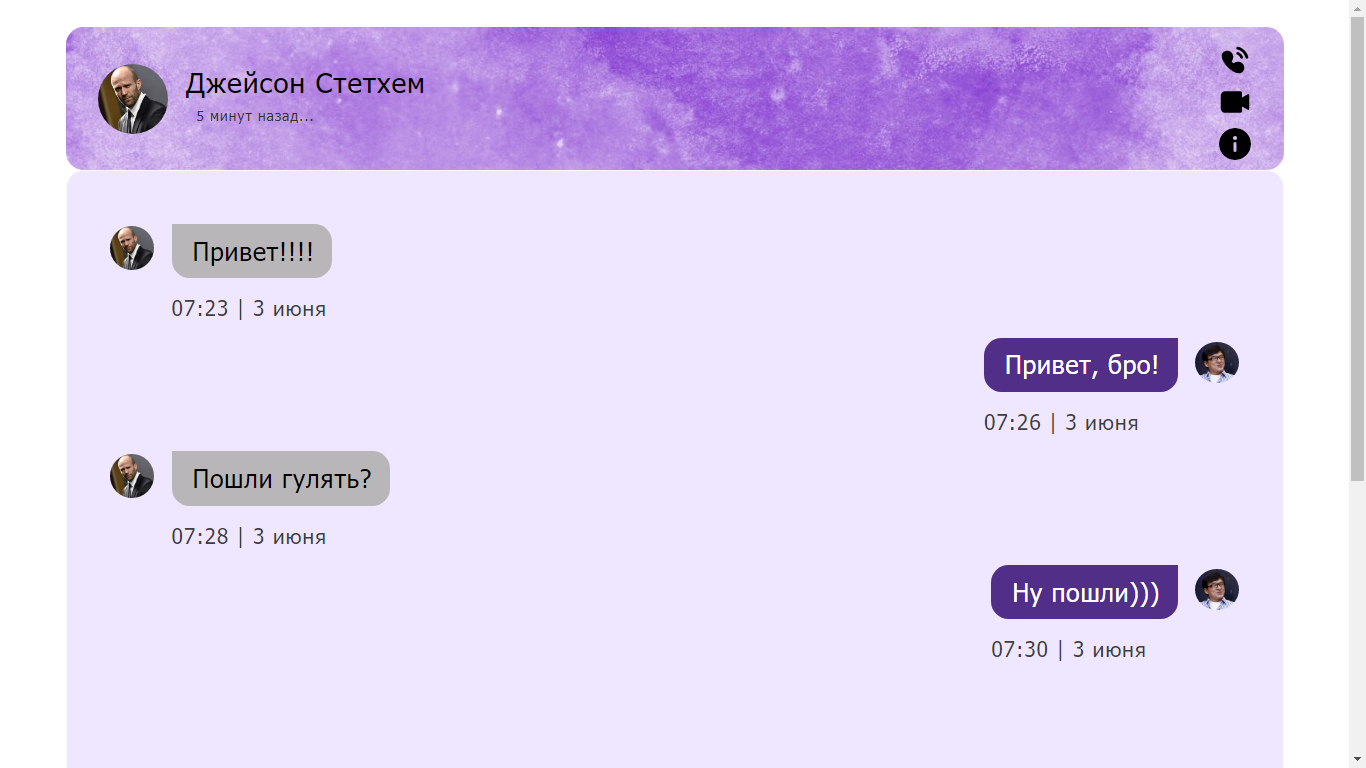 Джейсон Стетхем
5 минут назад...
Привет!!!!
07:23 | 3 июня
Привет, бро!
07:26 | 3 июня
Пошли гулять?
07:28 | 3 июня
Ну пошли)))
07:30 | 3 июня